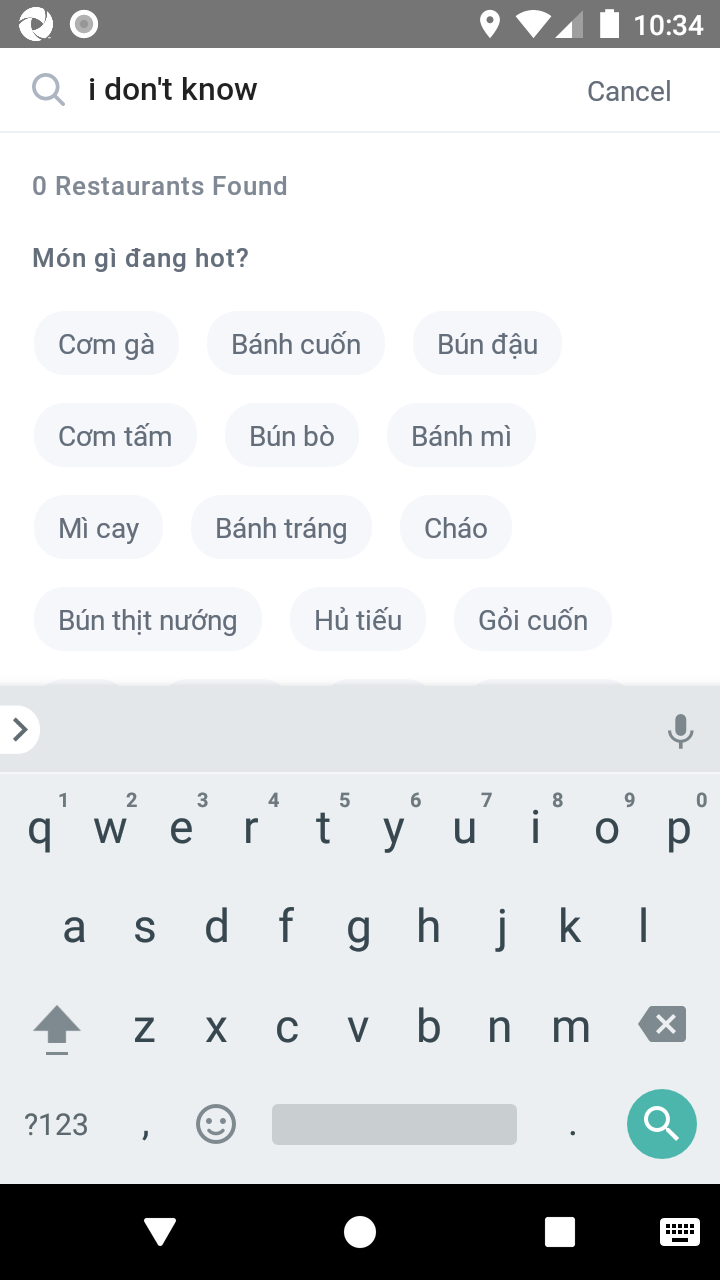 10:34
i don't know Cancel
0 Restaurants Found
Món gì đang hot?
Cơm gà Bánh cuốn Bún đậu
Cơm tấm Bún bò Bánh mì
Mì cay Bánh tráng Cháo
Bún thịt nướng Hủ tiếu Gỏi cuốn
1 2 3 4 5 6 7 8 9 0
q w e r t y u i o p
a s d f g h j k l
z x c v b n m
?123 , .